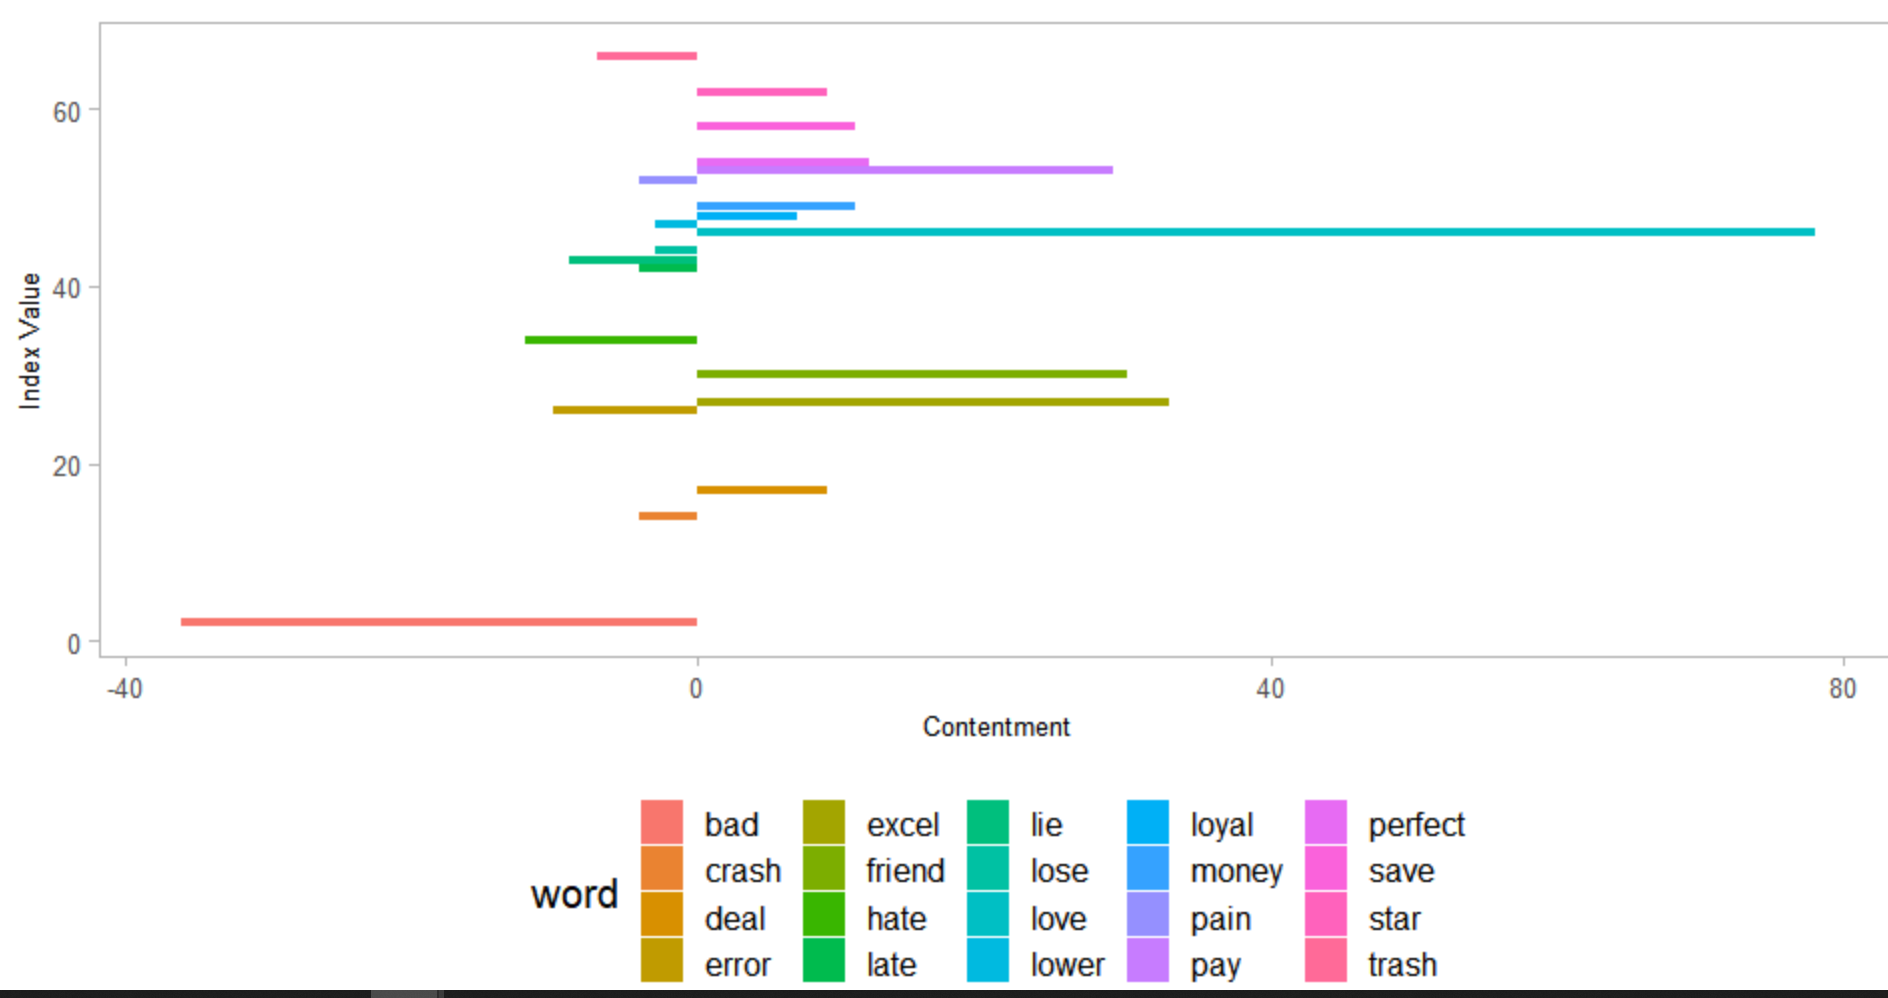 60
40
20
0
Index Value
-40 0 40 80
Contentment
word
bad excel lie loyal perfect
crash friend lose money save
deal hate love pain star
error late lower pay trash